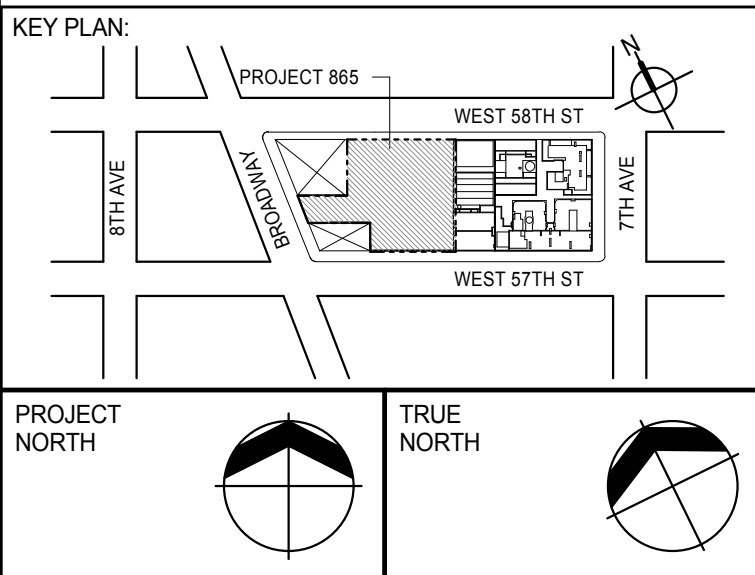 KEY PLAN:
PROJECT 865
N
WEST 58TH ST
8TH AVE
BROADWAY
7TH AVE
WEST 57TH ST
PROJECT
NORTH
TRUE
NORTH